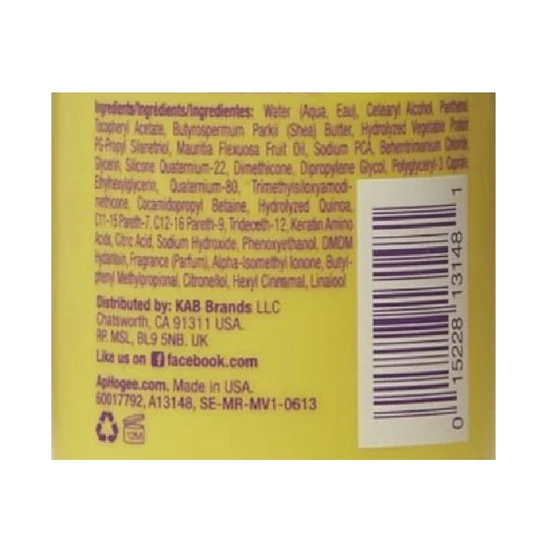 Ingredients/Ingrédients/Ingredientes: Water (Aqua, Eau), Cetearyl Alcohol, Panthenol
Tocopheryl Acetate, Butyrospermum Parkii (Shea) Butter, Hydrolyzed Vegetable Protein
PG-Propyl Silanetriol, Mauritia Flexuosa Fruit Oil, Sodium PCA, Behentrimonium Chloride
Glycerin, Silicone Quaternium-22, Dimethicone, Dipropylene Glycol, Polyglyceryl-3 Caprate
Ethylhexylglycerin, Quaternium-80, Trimethylsiloxyamodi-
methicone, Cocamidopropyl Betaine, Hydrolyzed Quinoa,
C11-15 Pareth-7, C12-16 Pareth-9, Trideceth-12, Keratin Amino
Acids, Citric Acid, Sodium Hydroxide, Phenoxyethanol, DMDM
Hydantoin, Fragrance (Parfum), Alpha-Isomethyl Ionone, Butyl-
phenyl Methylpropional, Citronellol, Hexyl Cinnamal, Linalool
Distributed by: KAB Brands LLC
Chatsworth, CA 91311 USA.
RP. MSL, BL9 5NB. UK
Like us on facebook.com
ApHogee.com. Made in USA.
60017792, A13148, SE-MR-MV1-0613
12M
0 15228 13148 1